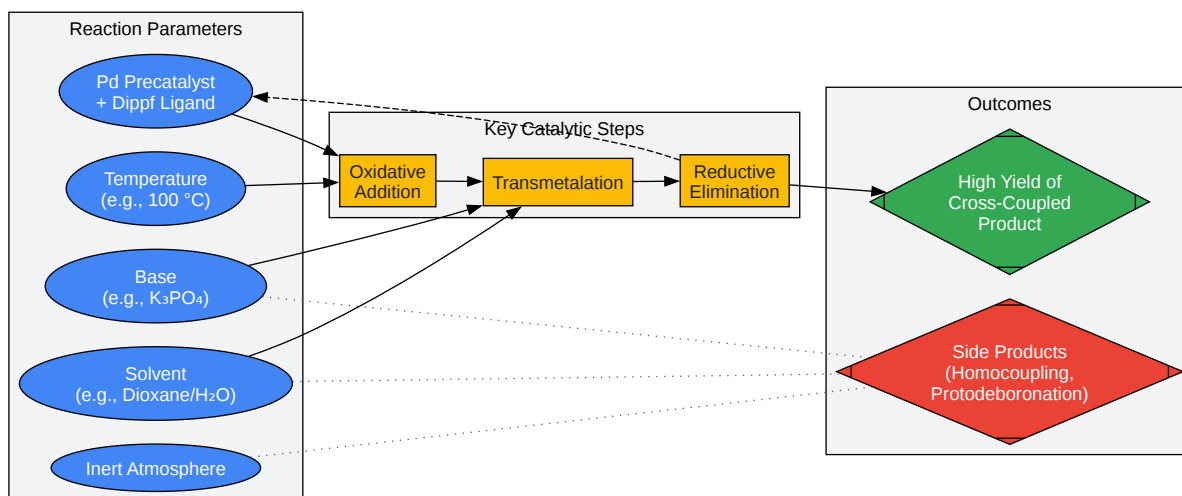 Reaction Parameters
Pd Precatalyst
+ Dippf Ligand
Temperature
(e.g., 100 °C)
Base
(e.g., K₃PO₄)
Solvent
(e.g., Dioxane/H₂O)
Inert Atmosphere
Key Catalytic Steps
Oxidative
Addition
Transmetalation
Reductive
Elimination
Outcomes
High Yield of
Cross-Coupled
Product
Side Products
(Homocoupling,
Protodeboronation)